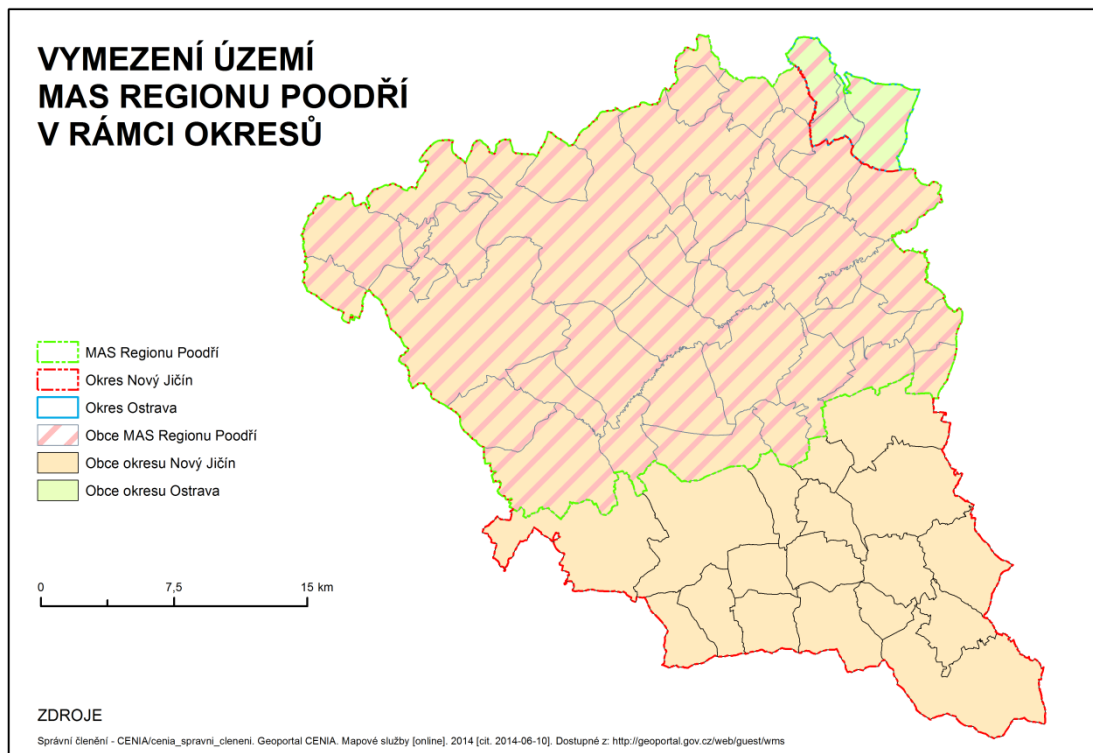 VYMEZENÍ ÚZEMÍ
MAS REGIONU POODŘÍ
V RÁMCI OKRESŮ
MAS Regionu Poodří
Okres Nový Jičín
Okres Ostrava
Obce MAS Regionu Poodří
Obce okresu Nový Jičín
Obce okresu Ostrava
0 7,5 15 km
ZDROJE
Správní členění - CENIA/cenia_spravni_cleneni. Geoportal CENIA. Mapové služby [online]. 2014 [cit. 2014-06-10]. Dostupné z: http://geoportal.gov.cz/web/guest/wms